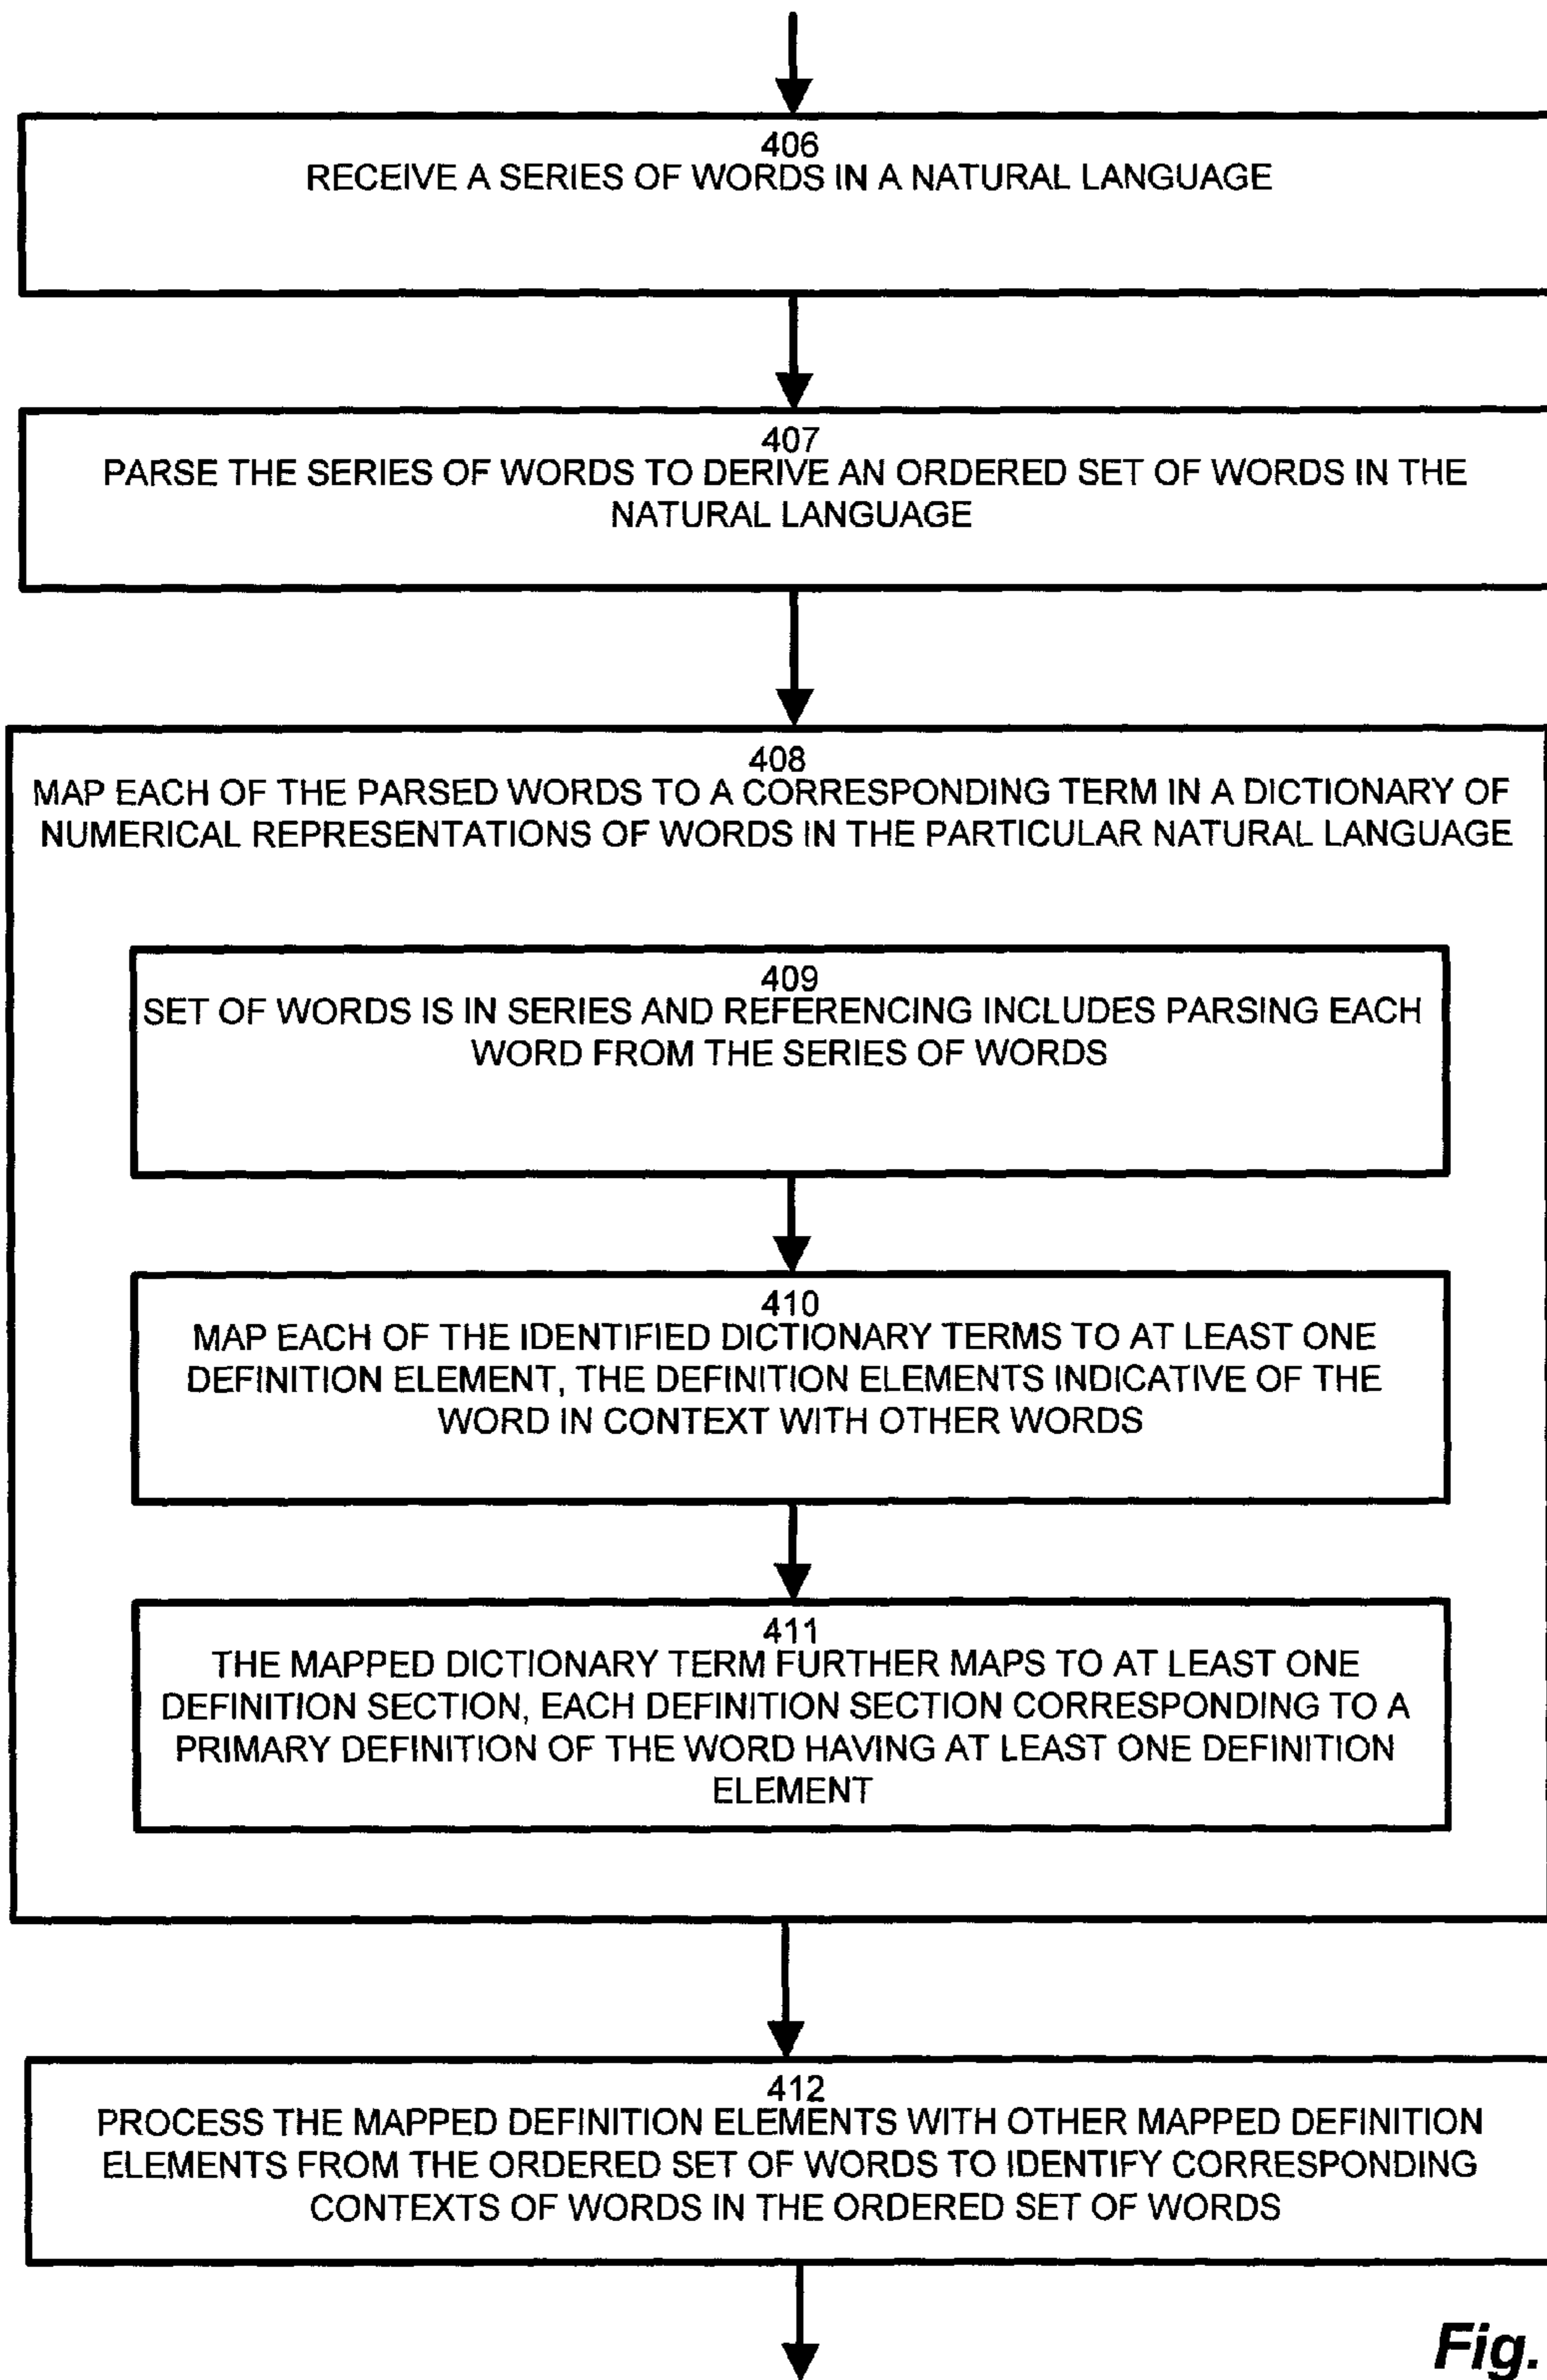 406
RECEIVE A SERIES OF WORDS IN A NATURAL LANGUAGE
407
PARSE THE SERIES OF WORDS TO DERIVE AN ORDERED SET OF WORDS IN THE
NATURAL LANGUAGE
408
MAP EACH OF THE PARSED WORDS TO A CORRESPONDING TERM IN A DICTIONARY OF
NUMERICAL REPRESENTATIONS OF WORDS IN THE PARTICULAR NATURAL LANGUAGE
409
SET OF WORDS IS IN SERIES AND REFERENCING INCLUDES PARSING EACH
WORD FROM THE SERIES OF WORDS
410
MAP EACH OF THE IDENTIFIED DICTIONARY TERMS TO AT LEAST ONE
DEFINITION ELEMENT, THE DEFINITION ELEMENTS INDICATIVE OF THE
WORD IN CONTEXT WITH OTHER WORDS
411
THE MAPPED DICTIONARY TERM FURTHER MAPS TO AT LEAST ONE
DEFINITION SECTION, EACH DEFINITION SECTION CORRESPONDING TO A
PRIMARY DEFINITION OF THE WORD HAVING AT LEAST ONE DEFINITION
ELEMENT
412
PROCESS THE MAPPED DEFINITION ELEMENTS WITH OTHER MAPPED DEFINITION
ELEMENTS FROM THE ORDERED SET OF WORDS TO IDENTIFY CORRESPONDING
CONTEXTS OF WORDS IN THE ORDERED SET OF WORDS
Fig.